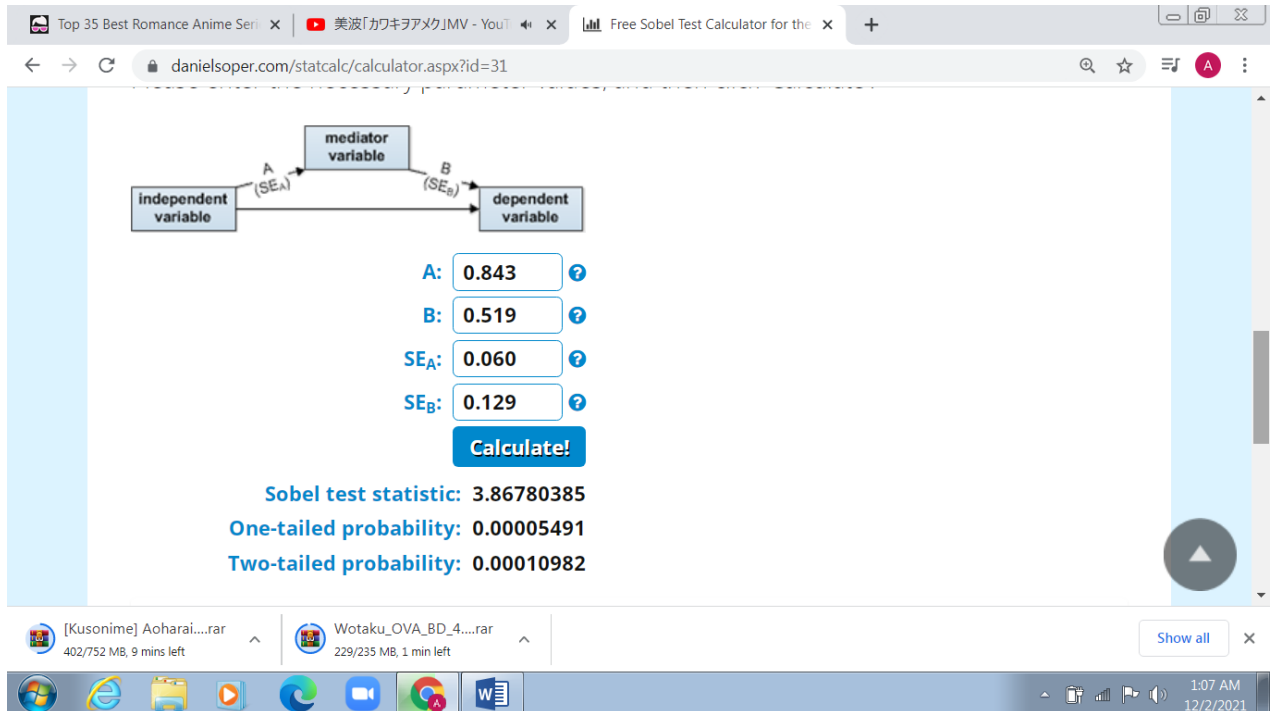 Top 35 Best Romance Anime Seri
美波「カワキヲアメク」MV - YouT
Free Sobel Test Calculator for the
danielsoper.com/statcalc/calculator.aspx?id=31
A
mediator
variable
A
(SEA)
B
(SEB)
independent
variable
dependent
variable
A: 0.843 ?
B: 0.519 ?
SEA: 0.060 ?
SEB: 0.129 ?
Calculate!
Sobel test statistic: 3.86780385
One-tailed probability: 0.00005491
Two-tailed probability: 0.00010982
[Kusonime] Aoharai....rar
402/752 MB, 9 mins left
Wotaku_OVA_BD_4....rar
229/235 MB, 1 min left
Show all
A
W
1:07 AM
12/2/2021